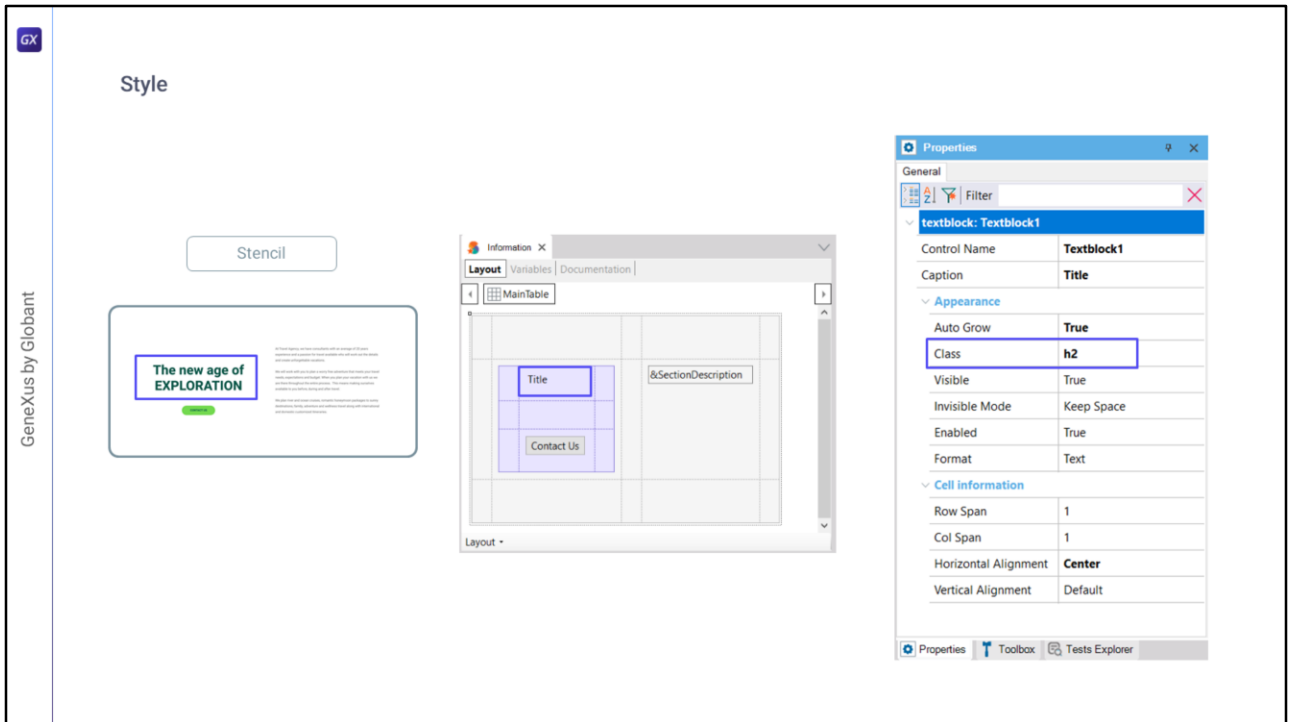 GX
Style
GeneXus by Globant
Stencil
The new age of
EXPLORATION
CONTACT US
Information
Layout Variables Documentation
MainTable
Title
&SectionDescription
Contact Us
Layout
Properties
General
Filter
textblock: Textblock1
Control Name Textblock1
Caption Title
Appearance
Auto Grow True
Class h2
Visible True
Invisible Mode Keep Space
Enabled True
Format Text
Cell information
Row Span 1
Col Span 1
Horizontal Alignment Center
Vertical Alignment Default
Properties Toolbox Tests Explorer